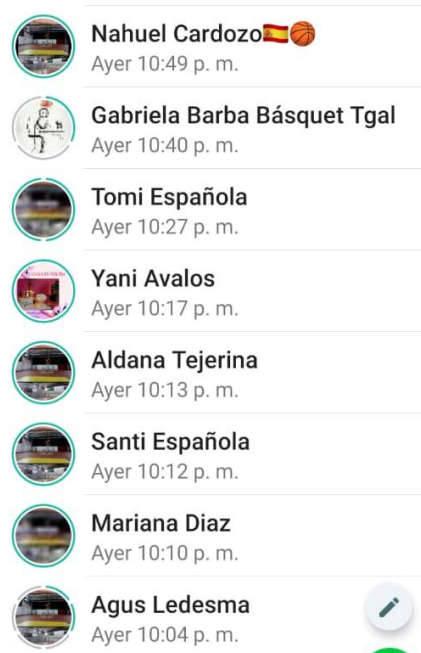 Nahuel Cardozo🇪🇸🏀
Ayer 10:49 p. m.
Gabriela Barba Básquet Tgal
Ayer 10:40 p. m.
Tomi Española
Ayer 10:27 p. m.
Yani Avalos
Ayer 10:17 p. m.
Aldana Tejerina
Ayer 10:13 p. m.
Santi Española
Ayer 10:12 p. m.
Mariana Diaz
Ayer 10:10 p. m.
Agus Ledesma
Ayer 10:04 p. m.